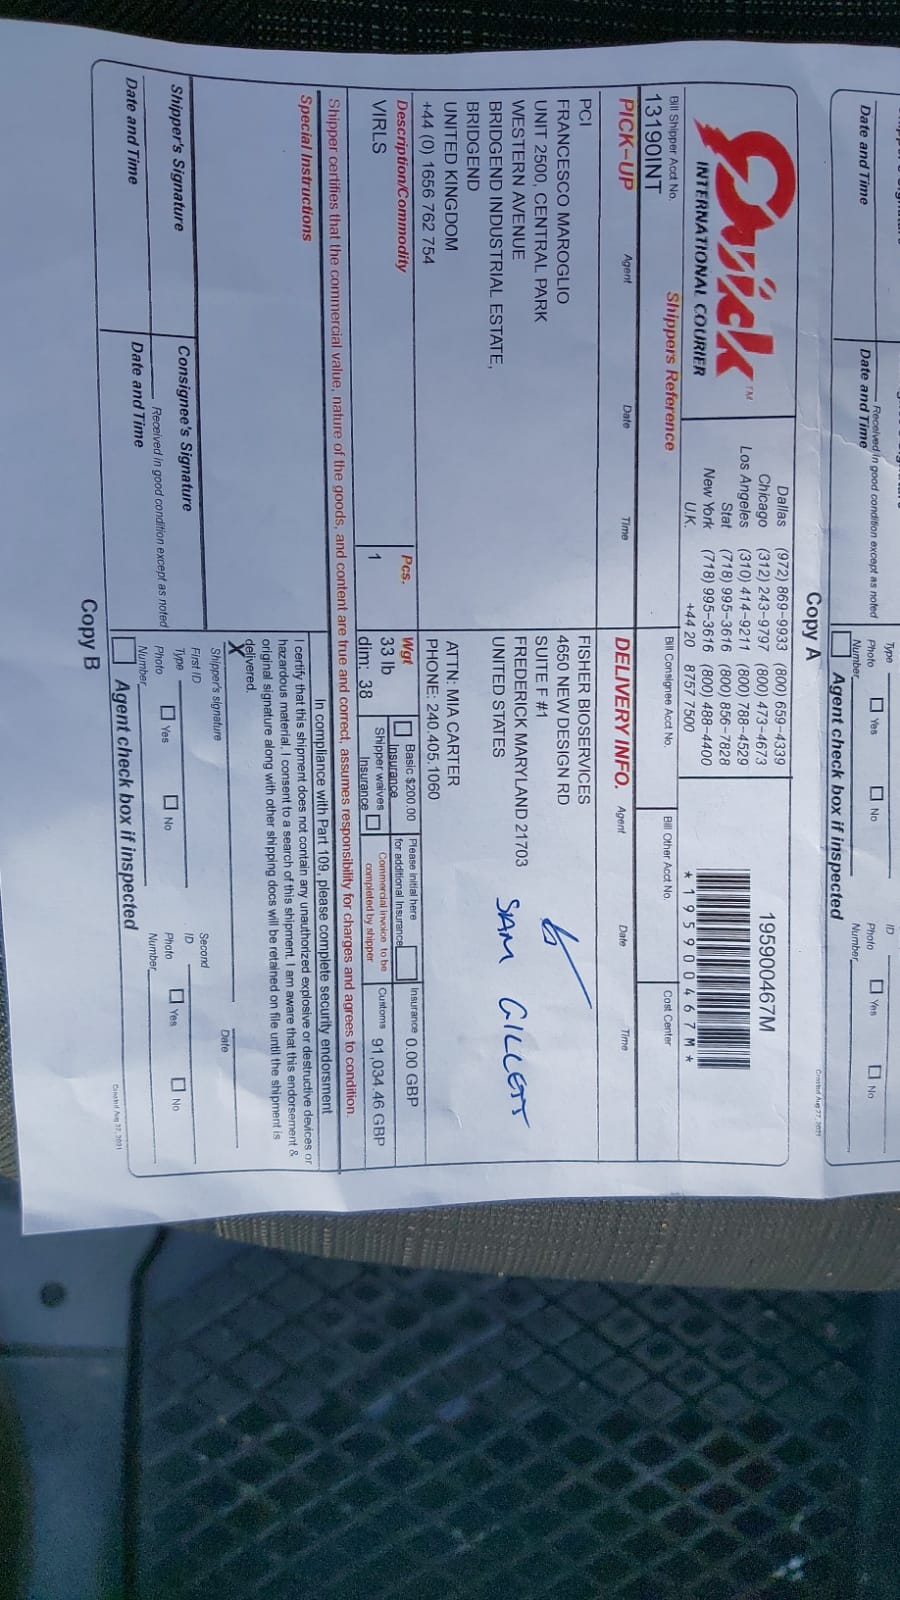 Date and Time
Date and Time
Received in good condition except as noted
Type
Photo Yes No
Number
ID
Photo Yes No
Number
Agent check box if inspected
Created Aug 27, 2021
Copy A
Quick™
INTERNATIONAL COURIER
Dallas (972) 869-9933 (800) 659-4339
Chicago (312) 243-9797 (800) 473-4673
Los Angeles (310) 414-9211 (800) 788-4529
Stat (718) 995-3616 (800) 856-7828
New York (718) 995-3616 (800) 488-4400
U.K. +44 20 8757 7500
195900467M
*195900467M*
Bill Shipper Acct No.
13190INT
Shippers Reference
Bill Consignee Acct No.
Bill Other Acct No.
Cost Center
PICK-UP Agent Date Time
DELIVERY INFO. Agent Date Time
PCI
FRANCESCO MAROGLIO
UNIT 2500, CENTRAL PARK
WESTERN AVENUE
BRIDGEND INDUSTRIAL ESTATE,
BRIDGEND
UNITED KINGDOM
+44 (0) 1656 762 754
FISHER BIOSERVICES
4650 NEW DESIGN RD
SUITE F #1
FREDERICK MARYLAND 21703
UNITED STATES
ATTN: MIA CARTER
PHONE: 240.405.1060
SAM GILLETT
Description/Commodity
VIRLS
Pcs.
1
Wgt
33 lb
dim: 38
Basic $200.00
Insurance
Shipper waives
Insurance
Please initial here
for additional Insurance
Commercial invoice to be
completed by shipper
Insurance 0.00 GBP
Customs 91,034.46 GBP
Shipper certifies that the commercial value, nature of the goods, and content are true and correct, assumes responsibility for charges and agrees to condition.
Special Instructions
In compliance with Part 109, please complete security endorsment
I certify that this shipment does not contain any unauthorized explosive or destructive devices or
hazardous material. I consent to a search of this shipment. I am aware that this endorsement &
original signature along with other shipping docs will be retained on file until the shipment is
delivered.
X
Shipper's signature Date
First ID
Type
Photo Yes No
Number
Second
ID
Photo Yes No
Number
Shipper's Signature
Date and Time
Consignee's Signature
Received in good condition except as noted
Date and Time
Agent check box if inspected
Created Aug 27, 2021
Copy B